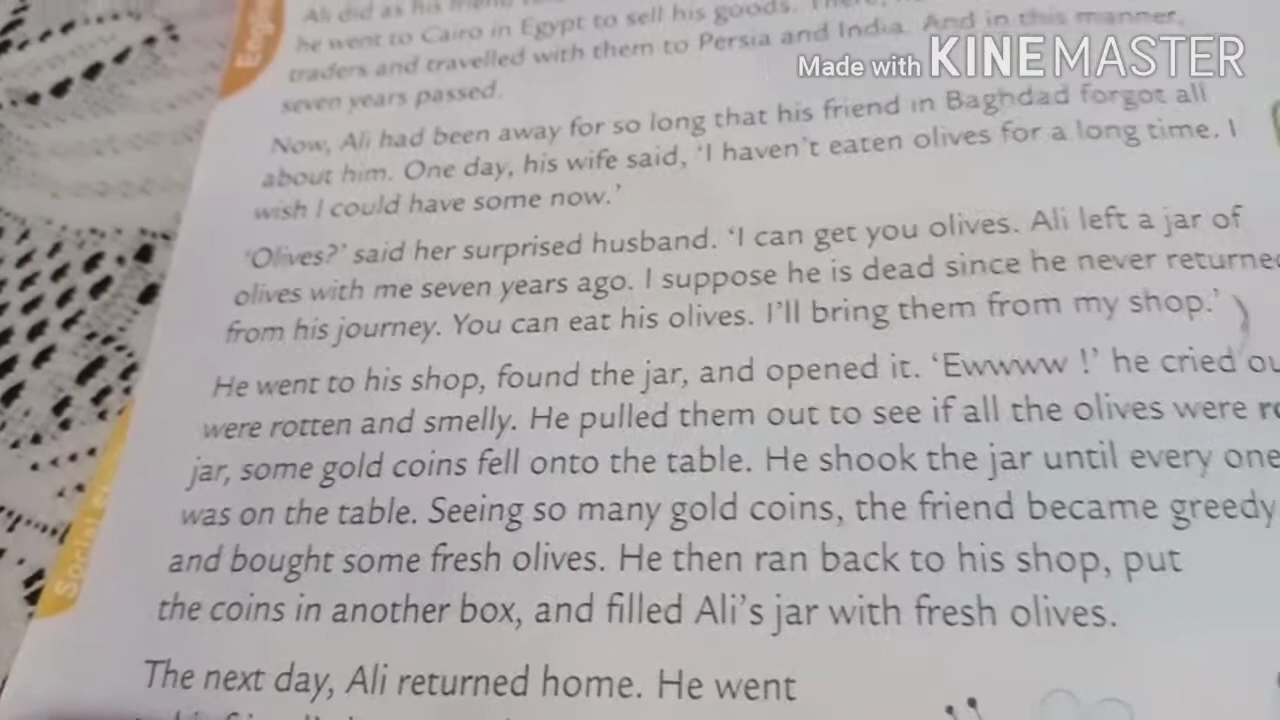 Engli
Ali did as his friend
he went to Cairo in Egypt to sell his goods. There,
traders and travelled with them to Persia and India. And in this manner,
seven years passed.
Made with KINEMASTER
Now, Ali had been away for so long that his friend in Baghdad forgot all
about him. One day, his wife said, ‘I haven’t eaten olives for a long time. I
wish I could have some now.’
‘Olives?’ said her surprised husband. ‘I can get you olives. Ali left a jar of
olives with me seven years ago. I suppose he is dead since he never returned
from his journey. You can eat his olives. I’ll bring them from my shop.’
He went to his shop, found the jar, and opened it. ‘Ewwww !’ he cried ou
were rotten and smelly. He pulled them out to see if all the olives were ro
jar, some gold coins fell onto the table. He shook the jar until every one
was on the table. Seeing so many gold coins, the friend became greedy
and bought some fresh olives. He then ran back to his shop, put
the coins in another box, and filled Ali’s jar with fresh olives.
Social
The next day, Ali returned home. He went